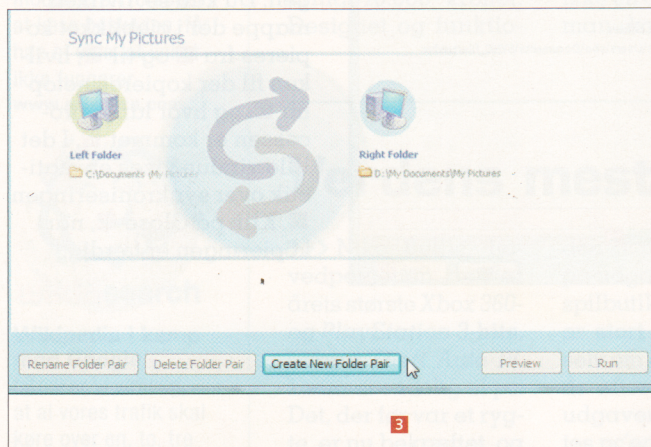 Sync My Pictures
Left Folder
C:\Documents \My Pictures
Right Folder
D:\My Documents\My Pictures
Rename Folder Pair
Delete Folder Pair
Create New Folder Pair
Preview
Run
3